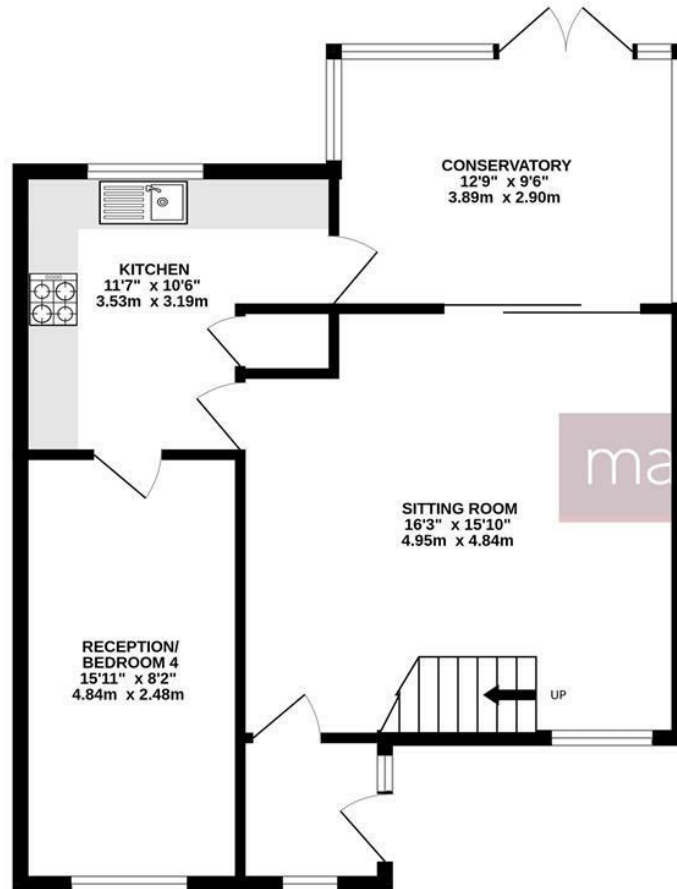 CONSERVATORY
12'9" x 9'6"
3.89m x 2.90m
KITCHEN
11'7" x 10'6"
3.53m x 3.19m
SITTING ROOM
16'3" x 15'10"
4.95m x 4.84m
RECEPTION/
BEDROOM 4
15'11" x 8'2"
4.84m x 2.48m
UP
ma